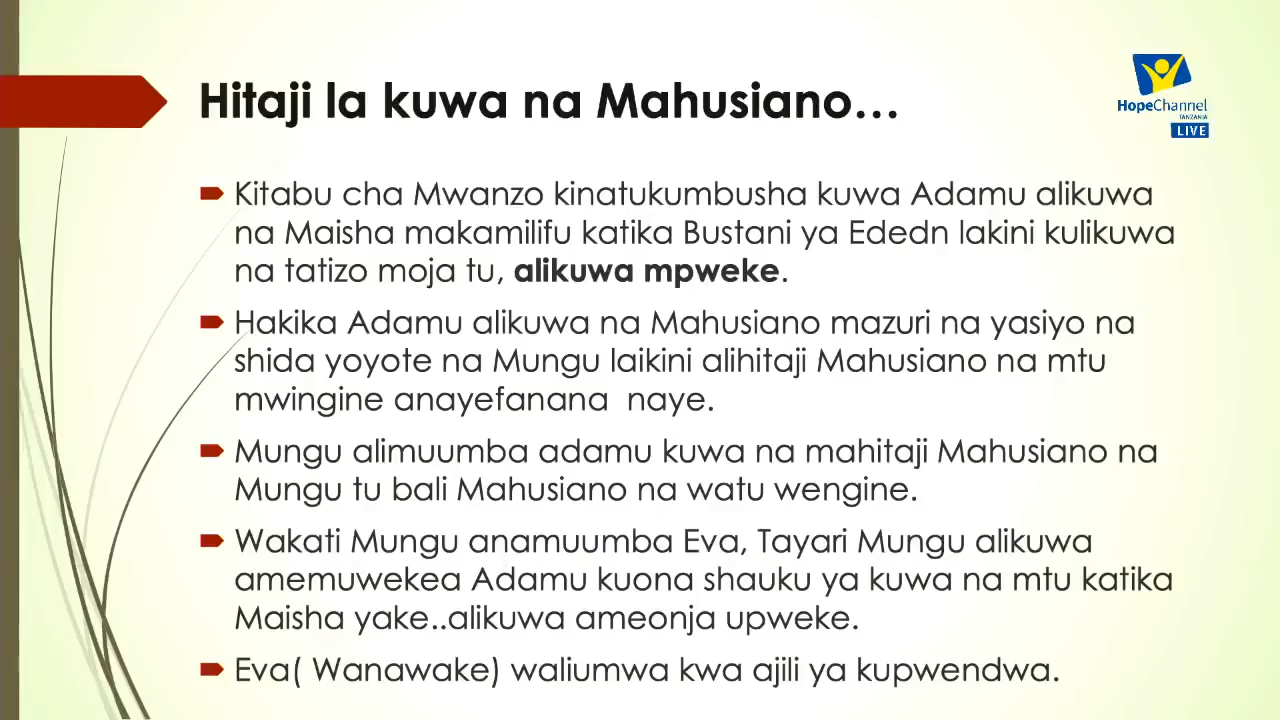 Hitaji la kuwa na Mahusiano...
HopeChannel
TANZANIA
LIVE
Kitabu cha Mwanzo kinatukumbusha kuwa Adamu alikuwa
na Maisha makamilifu katika Bustani ya Ededn lakini kulikuwa
na tatizo moja tu, alikuwa mpweke.
Hakika Adamu alikuwa na Mahusiano mazuri na yasiyo na
shida yoyote na Mungu laikini alihitaji Mahusiano na mtu
mwingine anayefanana  naye.
Mungu alimuumba adamu kuwa na mahitaji Mahusiano na
Mungu tu bali Mahusiano na watu wengine.
Wakati Mungu anamuumba Eva, Tayari Mungu alikuwa
amemuwekea Adamu kuona shauku ya kuwa na mtu katika
Maisha yake..alikuwa ameonja upweke.
Eva( Wanawake) waliumwa kwa ajili ya kupwendwa.